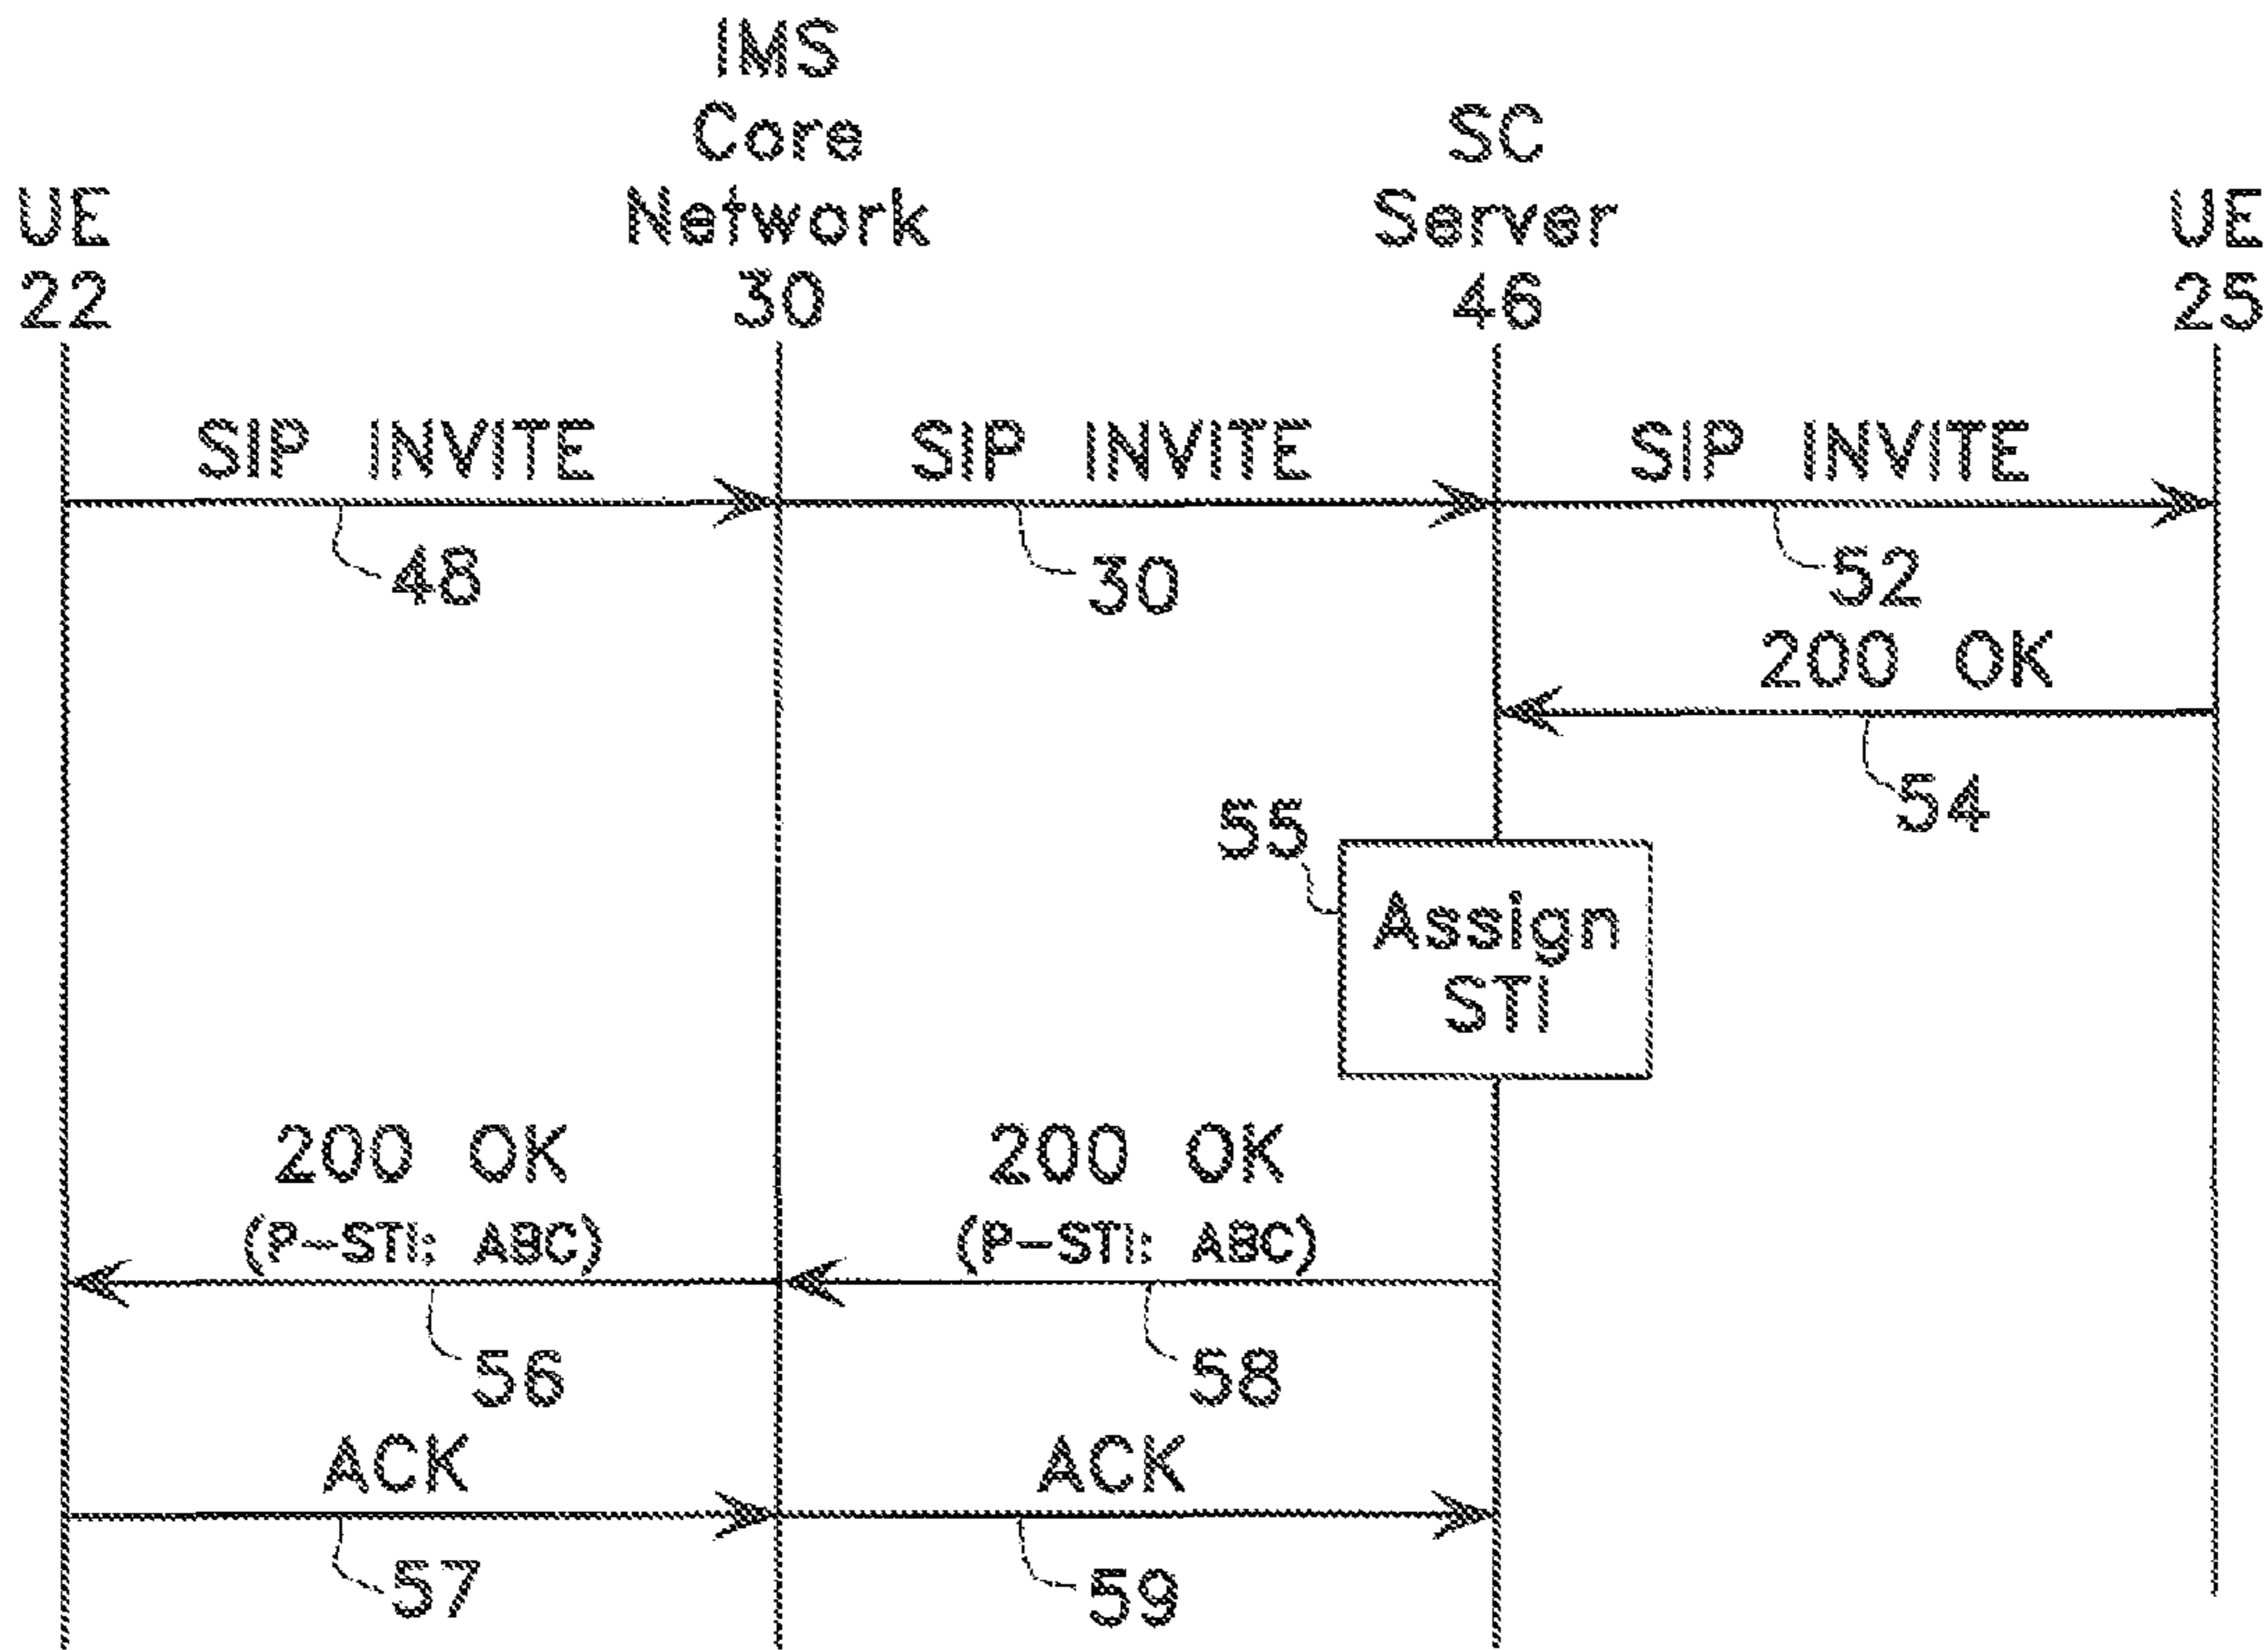 IMS
Core
Network
30
SC
Server
46
UE
22
UE
25
SIP INVITE
SIP INVITE
SIP INVITE
48
30
52
200 OK
54
55
Assign
STI
200 OK
(P-STI: ABC)
200 OK
(P-STI: ABC)
56
58
ACK
ACK
57
59